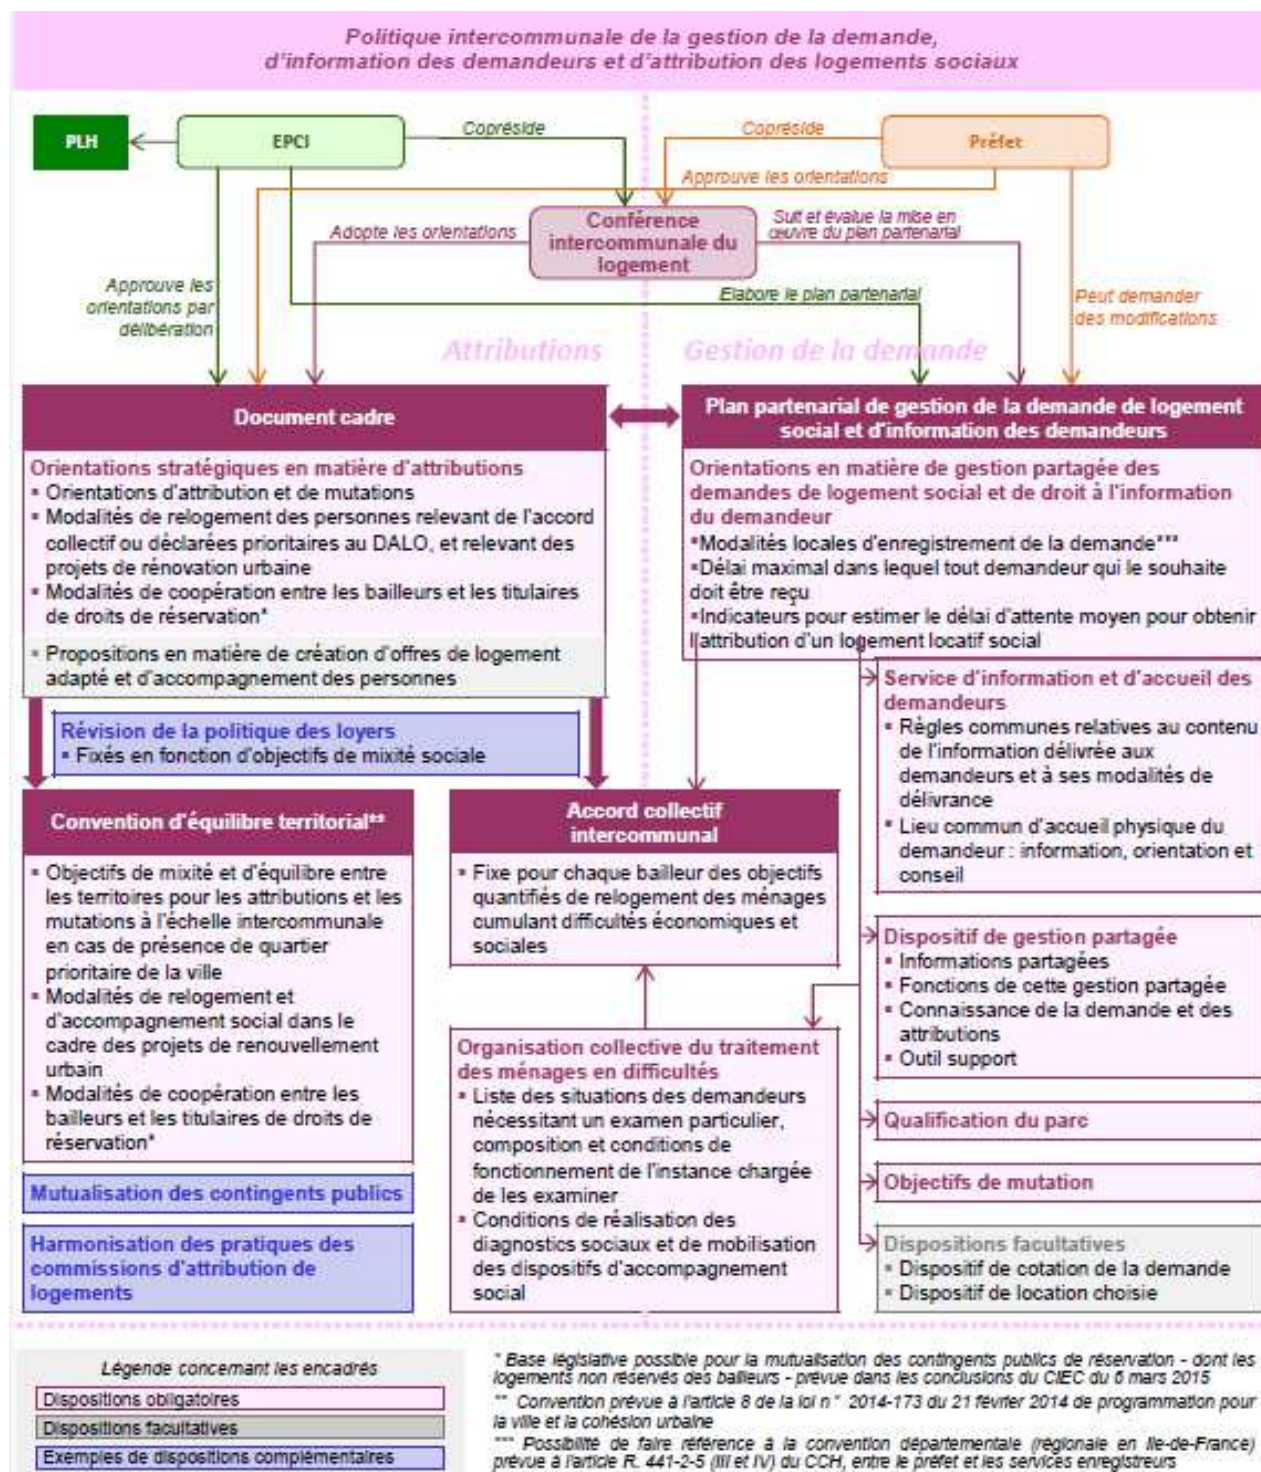 Politique intercommunale de la gestion de la demande,
d'information des demandeurs et d'attribution des logements sociaux
PLH
EPCI
Copréside
Copréside
Préfet
Approuve les orientations
Adopte les orientations
Conférence
intercommunale du
logement
Suit et évalue la mise en
œuvre du plan partenarial
Approuve les
orientations par
délibération
Elabore le plan partenarial
Peut demander
des modifications
Attributions
Gestion de la demande
Document cadre
Orientations stratégiques en matière d'attributions
▪ Orientations d'attribution et de mutations
▪ Modalités de relogement des personnes relevant de l'accord
collectif ou déclarées prioritaires au DALO, et relevant des
projets de rénovation urbaine
▪ Modalités de coopération entre les bailleurs et les titulaires
de droits de réservation*
▪ Propositions en matière de création d'offres de logement
adapté et d'accompagnement des personnes
Plan partenarial de gestion de la demande de logement
social et d'information des demandeurs
Orientations en matière de gestion partagée des
demandes de logement social et de droit à l'information
du demandeur
▪Modalités locales d'enregistrement de la demande***
▪Délai maximal dans lequel tout demandeur qui le souhaite
doit être reçu
▪Indicateurs pour estimer le délai d'attente moyen pour obtenir
l'attribution d'un logement locatif social
Révision de la politique des loyers
▪ Fixés en fonction d'objectifs de mixité sociale
Convention d'équilibre territorial**
▪ Objectifs de mixité et d'équilibre entre
les territoires pour les attributions et les
mutations à l'échelle intercommunale
en cas de présence de quartier
prioritaire de la ville
▪ Modalités de relogement et
d'accompagnement social dans le
cadre des projets de renouvellement
urbain
▪ Modalités de coopération entre les
bailleurs et les titulaires de droits de
réservation*
Mutualisation des contingents publics
Harmonisation des pratiques des
commissions d'attribution de
logements
Accord collectif
intercommunal
▪ Fixe pour chaque bailleur des objectifs
quantifiés de relogement des ménages
cumulant difficultés économiques et
sociales
Organisation collective du traitement
des ménages en difficultés
▪ Liste des situations des demandeurs
nécessitant un examen particulier,
composition et conditions de
fonctionnement de l'instance chargée
de les examiner
▪ Conditions de réalisation des
diagnostics sociaux et de mobilisation
des dispositifs d'accompagnement
social
Service d'information et d'accueil des
demandeurs
▪ Règles communes relatives au contenu
de l'information délivrée aux
demandeurs et à ses modalités de
délivrance
▪ Lieu commun d'accueil physique du
demandeur : information, orientation et
conseil
Dispositif de gestion partagée
▪ Informations partagées
▪ Fonctions de cette gestion partagée
▪ Connaissance de la demande et des
attributions
▪ Outil support
Qualification du parc
Objectifs de mutation
Dispositions facultatives
▪ Dispositif de cotation de la demande
▪ Dispositif de location choisie
Légende concernant les encadrés
Dispositions obligatoires
Dispositions facultatives
Exemples de dispositions complémentaires
* Base législative possible pour la mutualisation des contingents publics de réservation - dont les
logements non réservés des bailleurs - prévue dans les conclusions du CIEC du 6 mars 2015
** Convention prévue à l'article 8 de la loi n° 2014-173 du 21 février 2014 de programmation pour
la ville et la cohésion urbaine
*** Possibilité de faire référence à la convention départementale (régionale en Ile-de-France)
prévue à l'article R. 441-2-5 (III et IV) du CCH, entre le préfet et les services enregistreurs